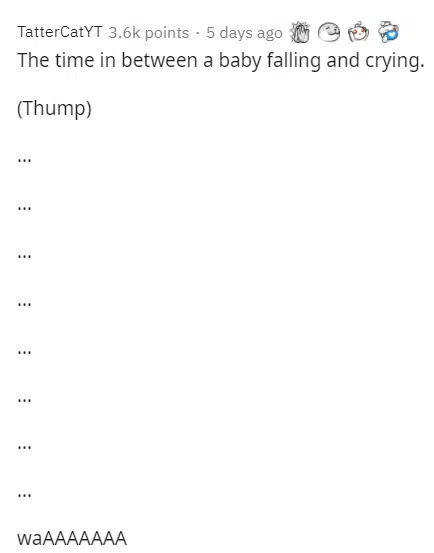 TatterCatYT 3.6k points · 5 days ago
The time in between a baby falling and crying.
(Thump)
...
...
...
...
...
...
...
...
waAAAAAAA